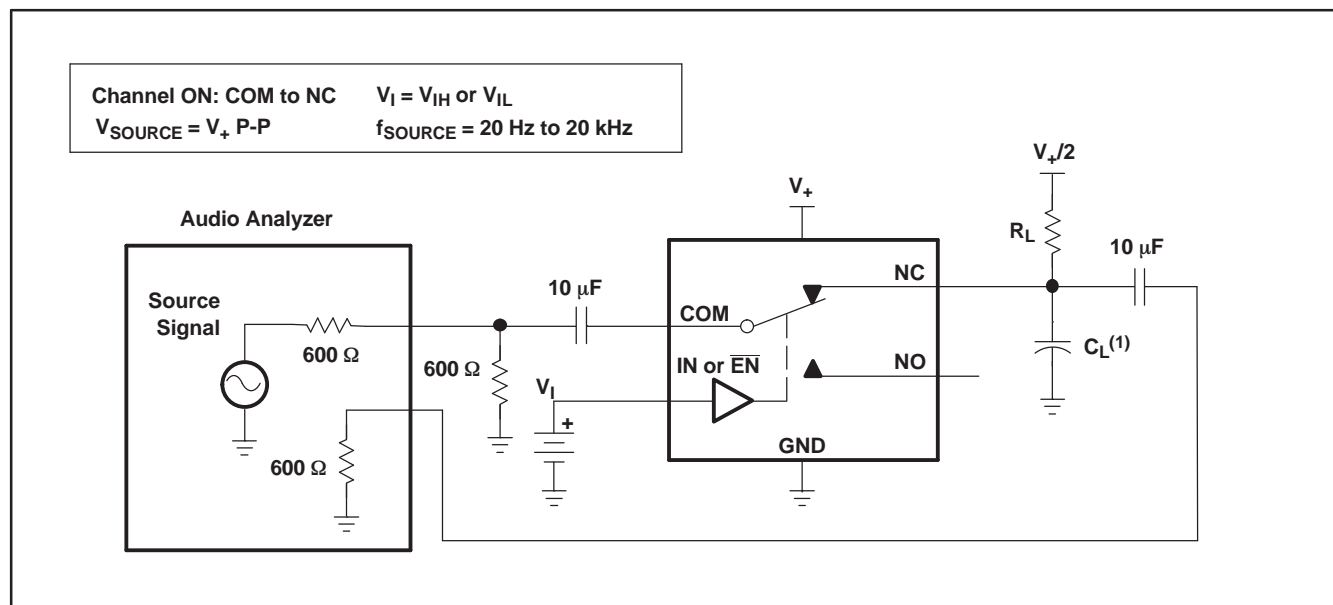 Channel ON: COM to NC V_I = V_IH or V_IL
V_SOURCE = V_+ P-P f_SOURCE = 20 Hz to 20 kHz
V_+/2
V_+
Audio Analyzer
R_L
10 μF
NC
10 μF
Source
Signal
COM
C_L^(1)
600 Ω
600 Ω
IN or E̅N̅
NO
V_I
+
GND
600 Ω